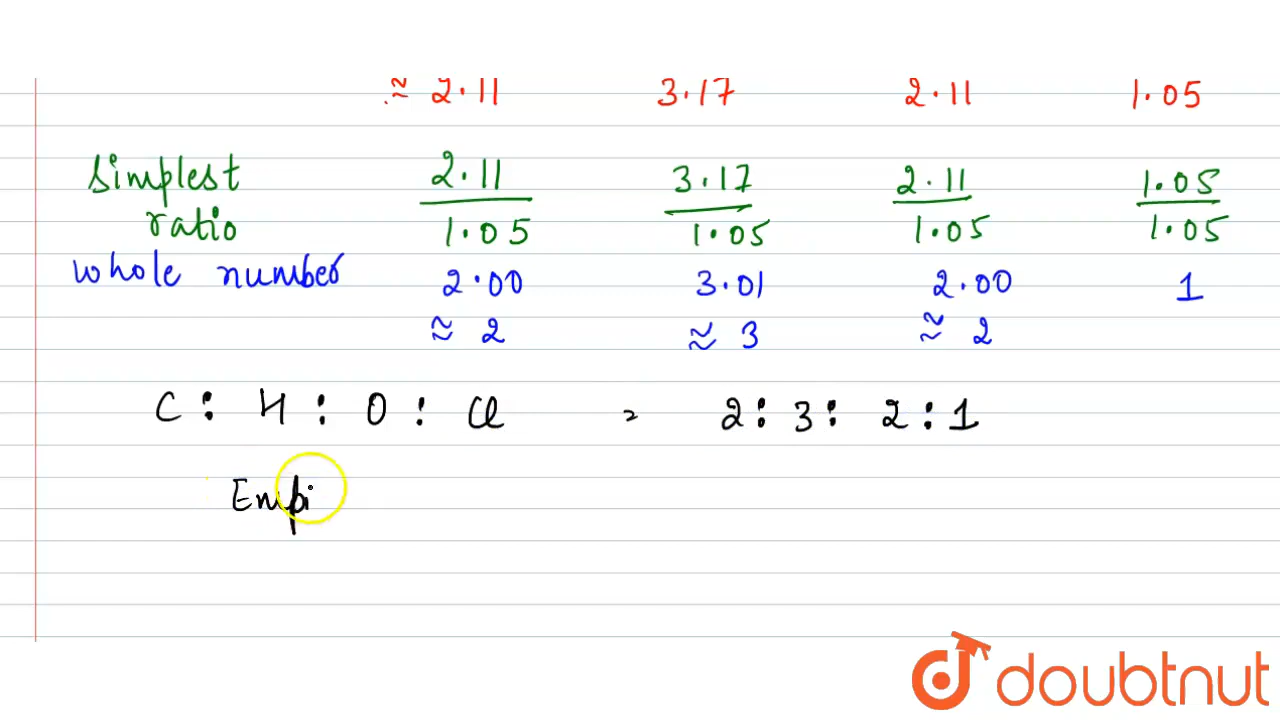 ≈ 2.11 3.17 2.11 1.05
Simplest 2.11 3.17 2.11 1.05
ratio 1.05 1.05 1.05 1.05
whole number 2.00 3.01 2.00 1
≈ 2 ≈ 3 ≈ 2
C : H : O : Cl = 2 : 3 : 2 : 1
Empi
doubtnut